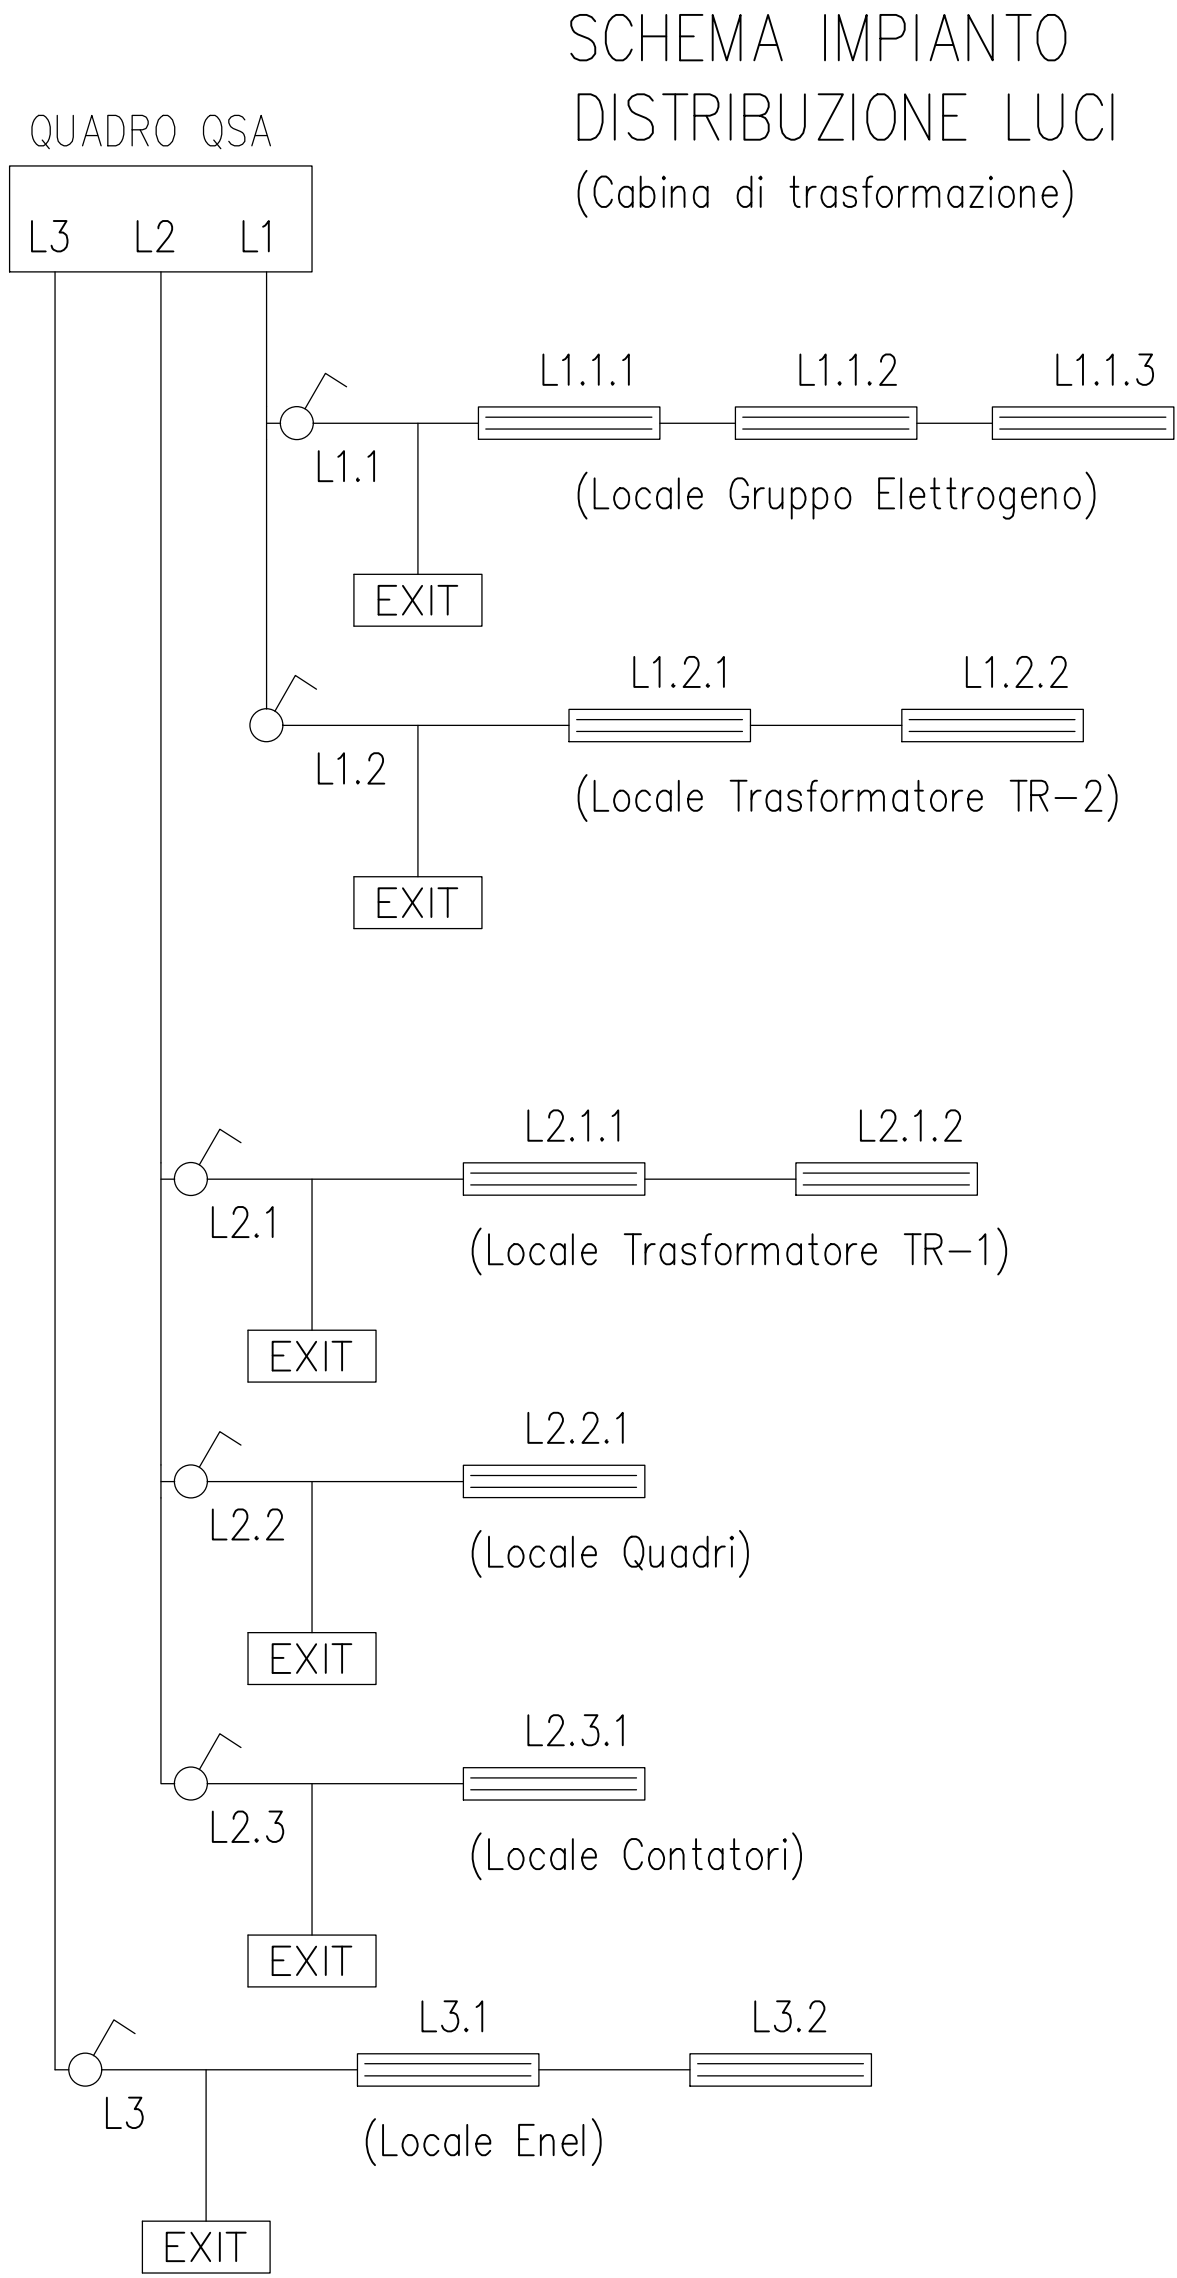 SCHEMA IMPIANTO
DISTRIBUZIONE LUCI
(Cabina di trasformazione)
QUADRO QSA
L3 L2 L1
L1.1.1 L1.1.2 L1.1.3
L1.1
(Locale Gruppo Elettrogeno)
EXIT
L1.2.1 L1.2.2
L1.2
(Locale Trasformatore TR-2)
EXIT
L2.1.1 L2.1.2
L2.1
(Locale Trasformatore TR-1)
EXIT
L2.2.1
L2.2
(Locale Quadri)
EXIT
L2.3.1
L2.3
(Locale Contatori)
EXIT
L3.1 L3.2
L3
(Locale Enel)
EXIT